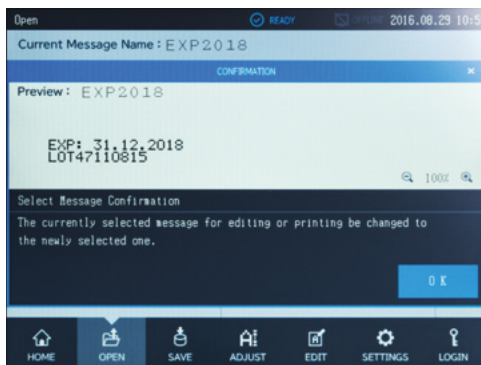 Open READY OFFLINE 2016.08.29 10:5
Current Message Name : EXP2018
CONFIRMATION ×
Preview : EXP2018
EXP: 31.12.2018
LOT47110815
100%
Select Message Confirmation
The currently selected message for editing or printing be changed to
the newly selected one.
OK
HOME OPEN SAVE ADJUST EDIT SETTINGS LOGIN